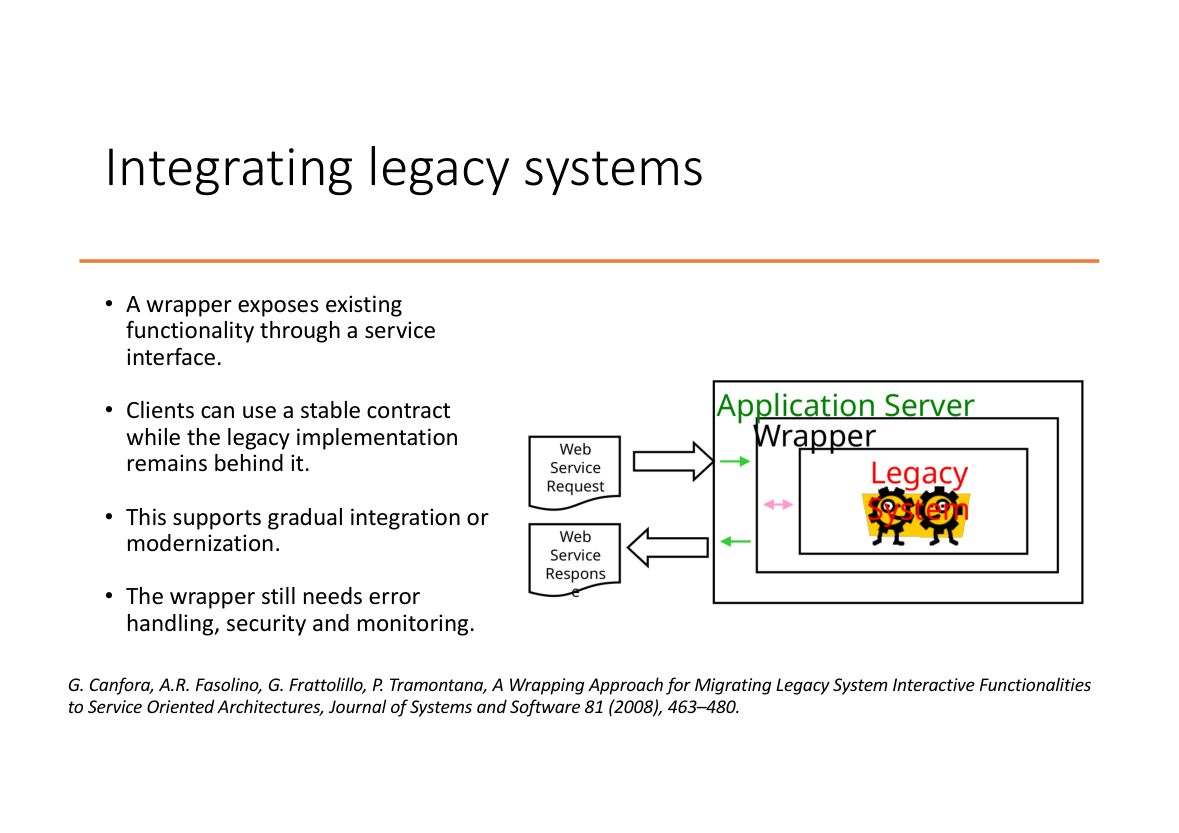 Integrating legacy systems
• A wrapper exposes existing
functionality through a service
interface.
• Clients can use a stable contract
while the legacy implementation
remains behind it.
• This supports gradual integration or
modernization.
• The wrapper still needs error
handling, security and monitoring.
Application Server
Wrapper
Legacy
System
Web
Service
Request
Web
Service
Respons
e
G. Canfora, A.R. Fasolino, G. Frattolillo, P. Tramontana, A Wrapping Approach for Migrating Legacy System Interactive Functionalities
to Service Oriented Architectures, Journal of Systems and Software 81 (2008), 463–480.